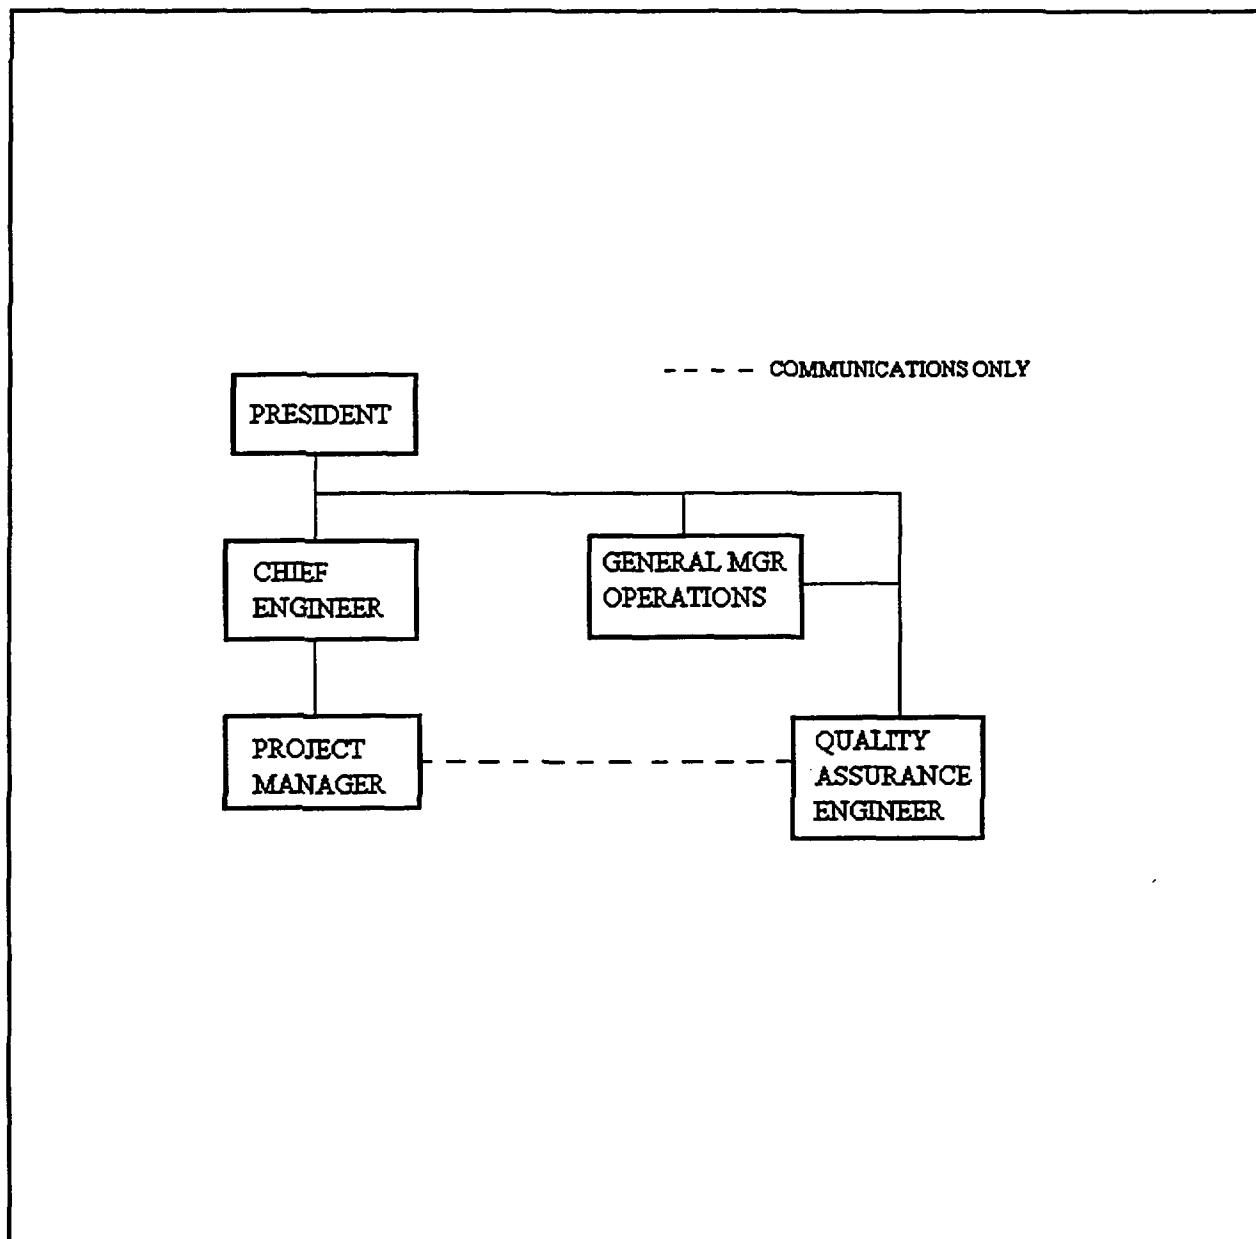 COMMUNICATIONS ONLY
PRESIDENT
CHIEF
ENGINEER
GENERAL MGR
OPERATIONS
PROJECT
MANAGER
QUALITY
ASSURANCE
ENGINEER